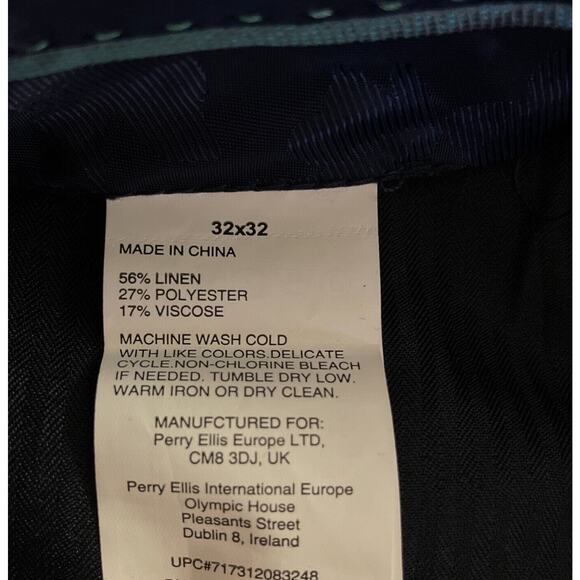 32x32
MADE IN CHINA
56% LINEN
27% POLYESTER
17% VISCOSE
MACHINE WASH COLD
WITH LIKE COLORS.DELICATE
CYCLE.NON-CHLORINE BLEACH
IF NEEDED. TUMBLE DRY LOW.
WARM IRON OR DRY CLEAN.
MANUFCTURED FOR:
Perry Ellis Europe LTD,
CM8 3DJ, UK
Perry Ellis International Europe
Olympic House
Pleasants Street
Dublin 8, Ireland
UPC#717312083248